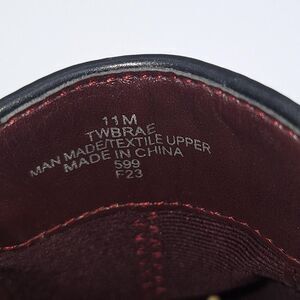 11M
TWBRAE
MAN MADE/TEXTILE UPPER
MADE IN CHINA
599
F23